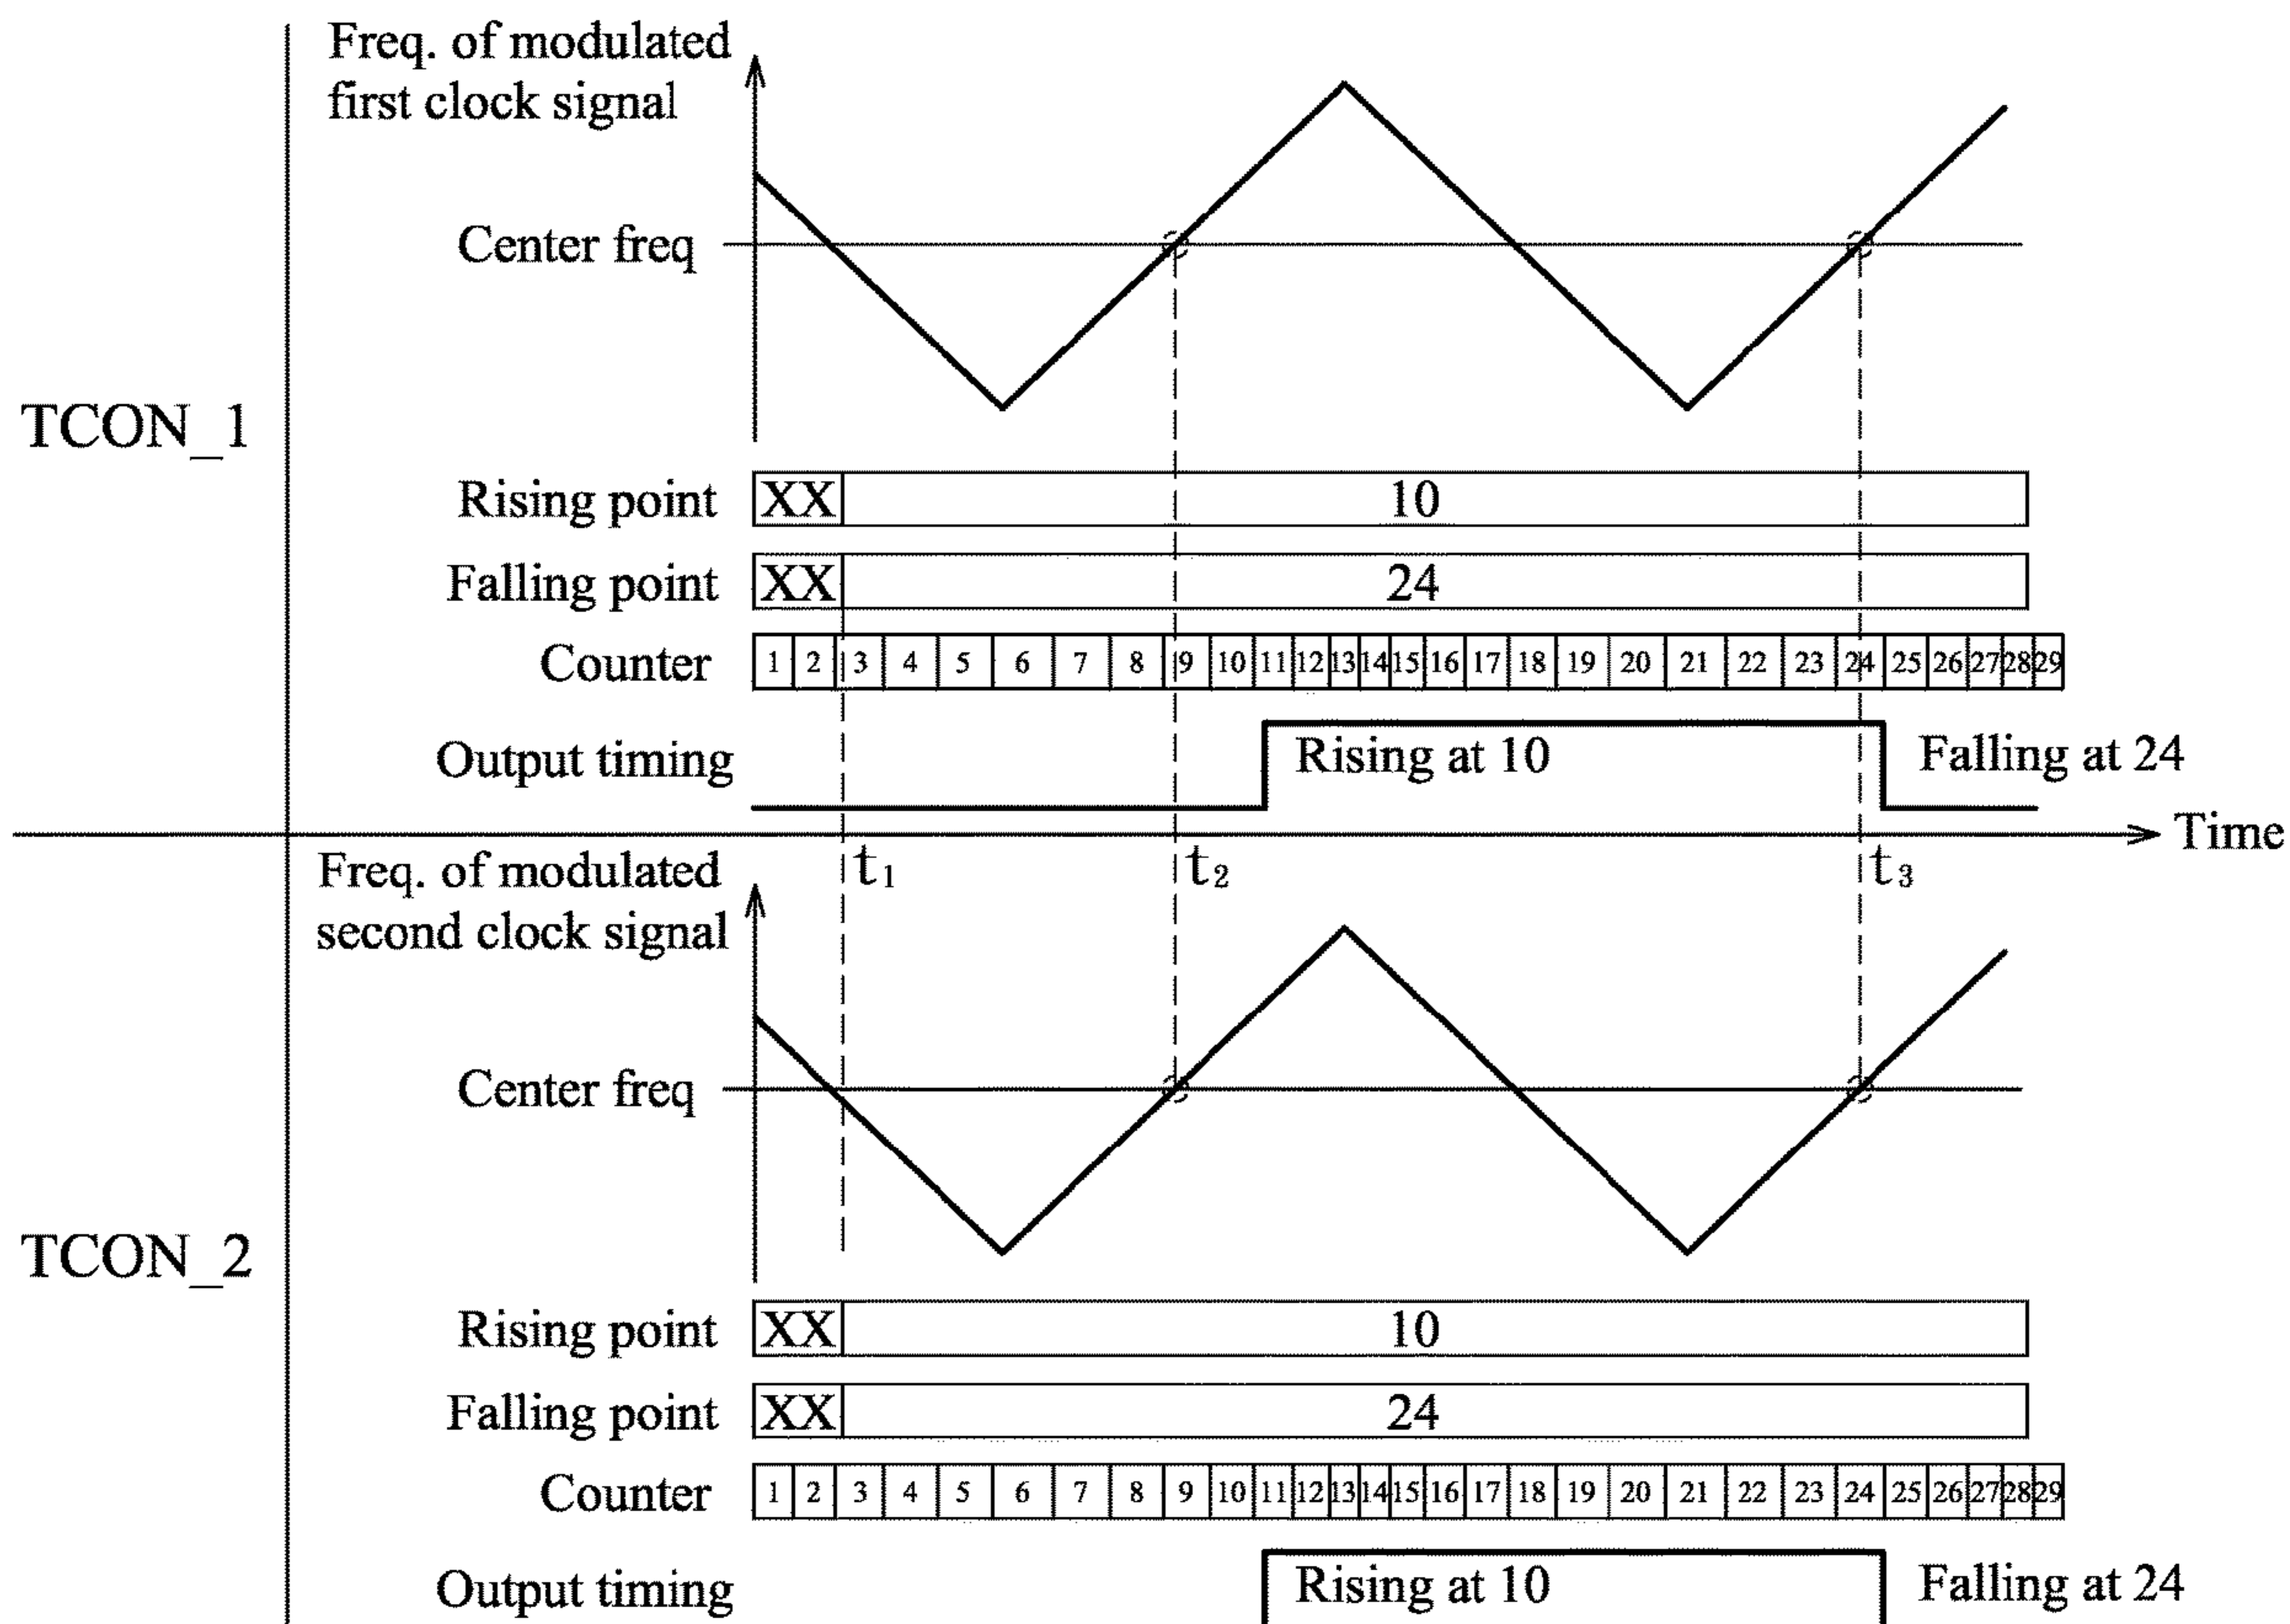 Freq. of modulated
first clock signal
Center freq
TCON_1
Rising point XX 10
Falling point XX 24
Counter 1 2 3 4 5 6 7 8 9 10 11 12 13 14 15 16 17 18 19 20 21 22 23 24 25 26 27 28 29
Output timing Rising at 10 Falling at 24
Time
t1 t2 t3
Freq. of modulated
second clock signal
Center freq
TCON_2
Rising point XX 10
Falling point XX 24
Counter 1 2 3 4 5 6 7 8 9 10 11 12 13 14 15 16 17 18 19 20 21 22 23 24 25 26 27 28 29
Output timing Rising at 10 Falling at 24